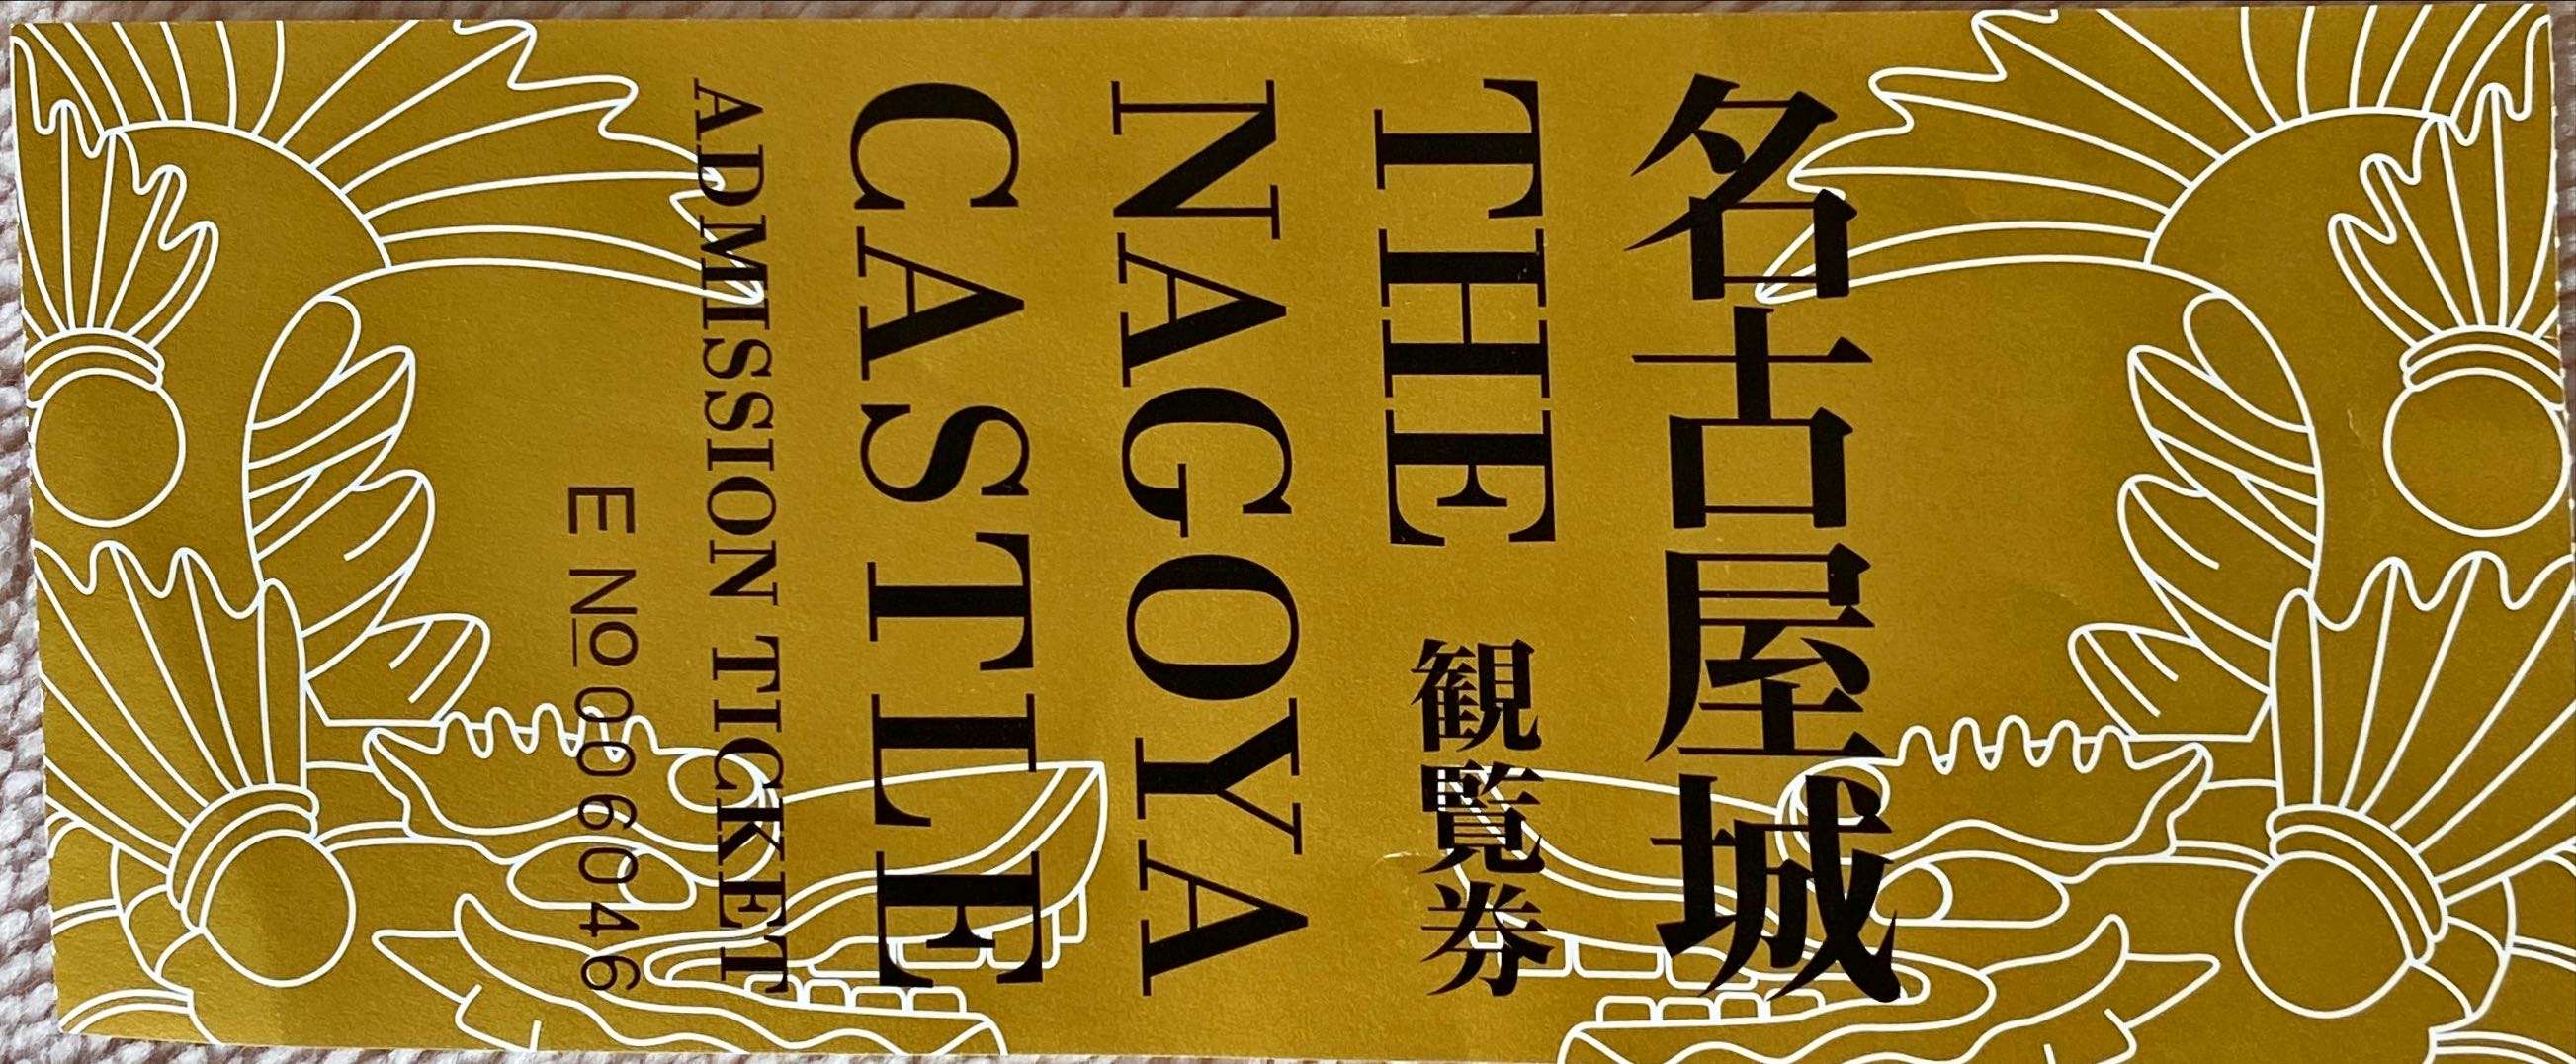 名古屋城
THE 観覧券
NAGOYA
CASTLE
ADMISSION TICKET
E No 006046